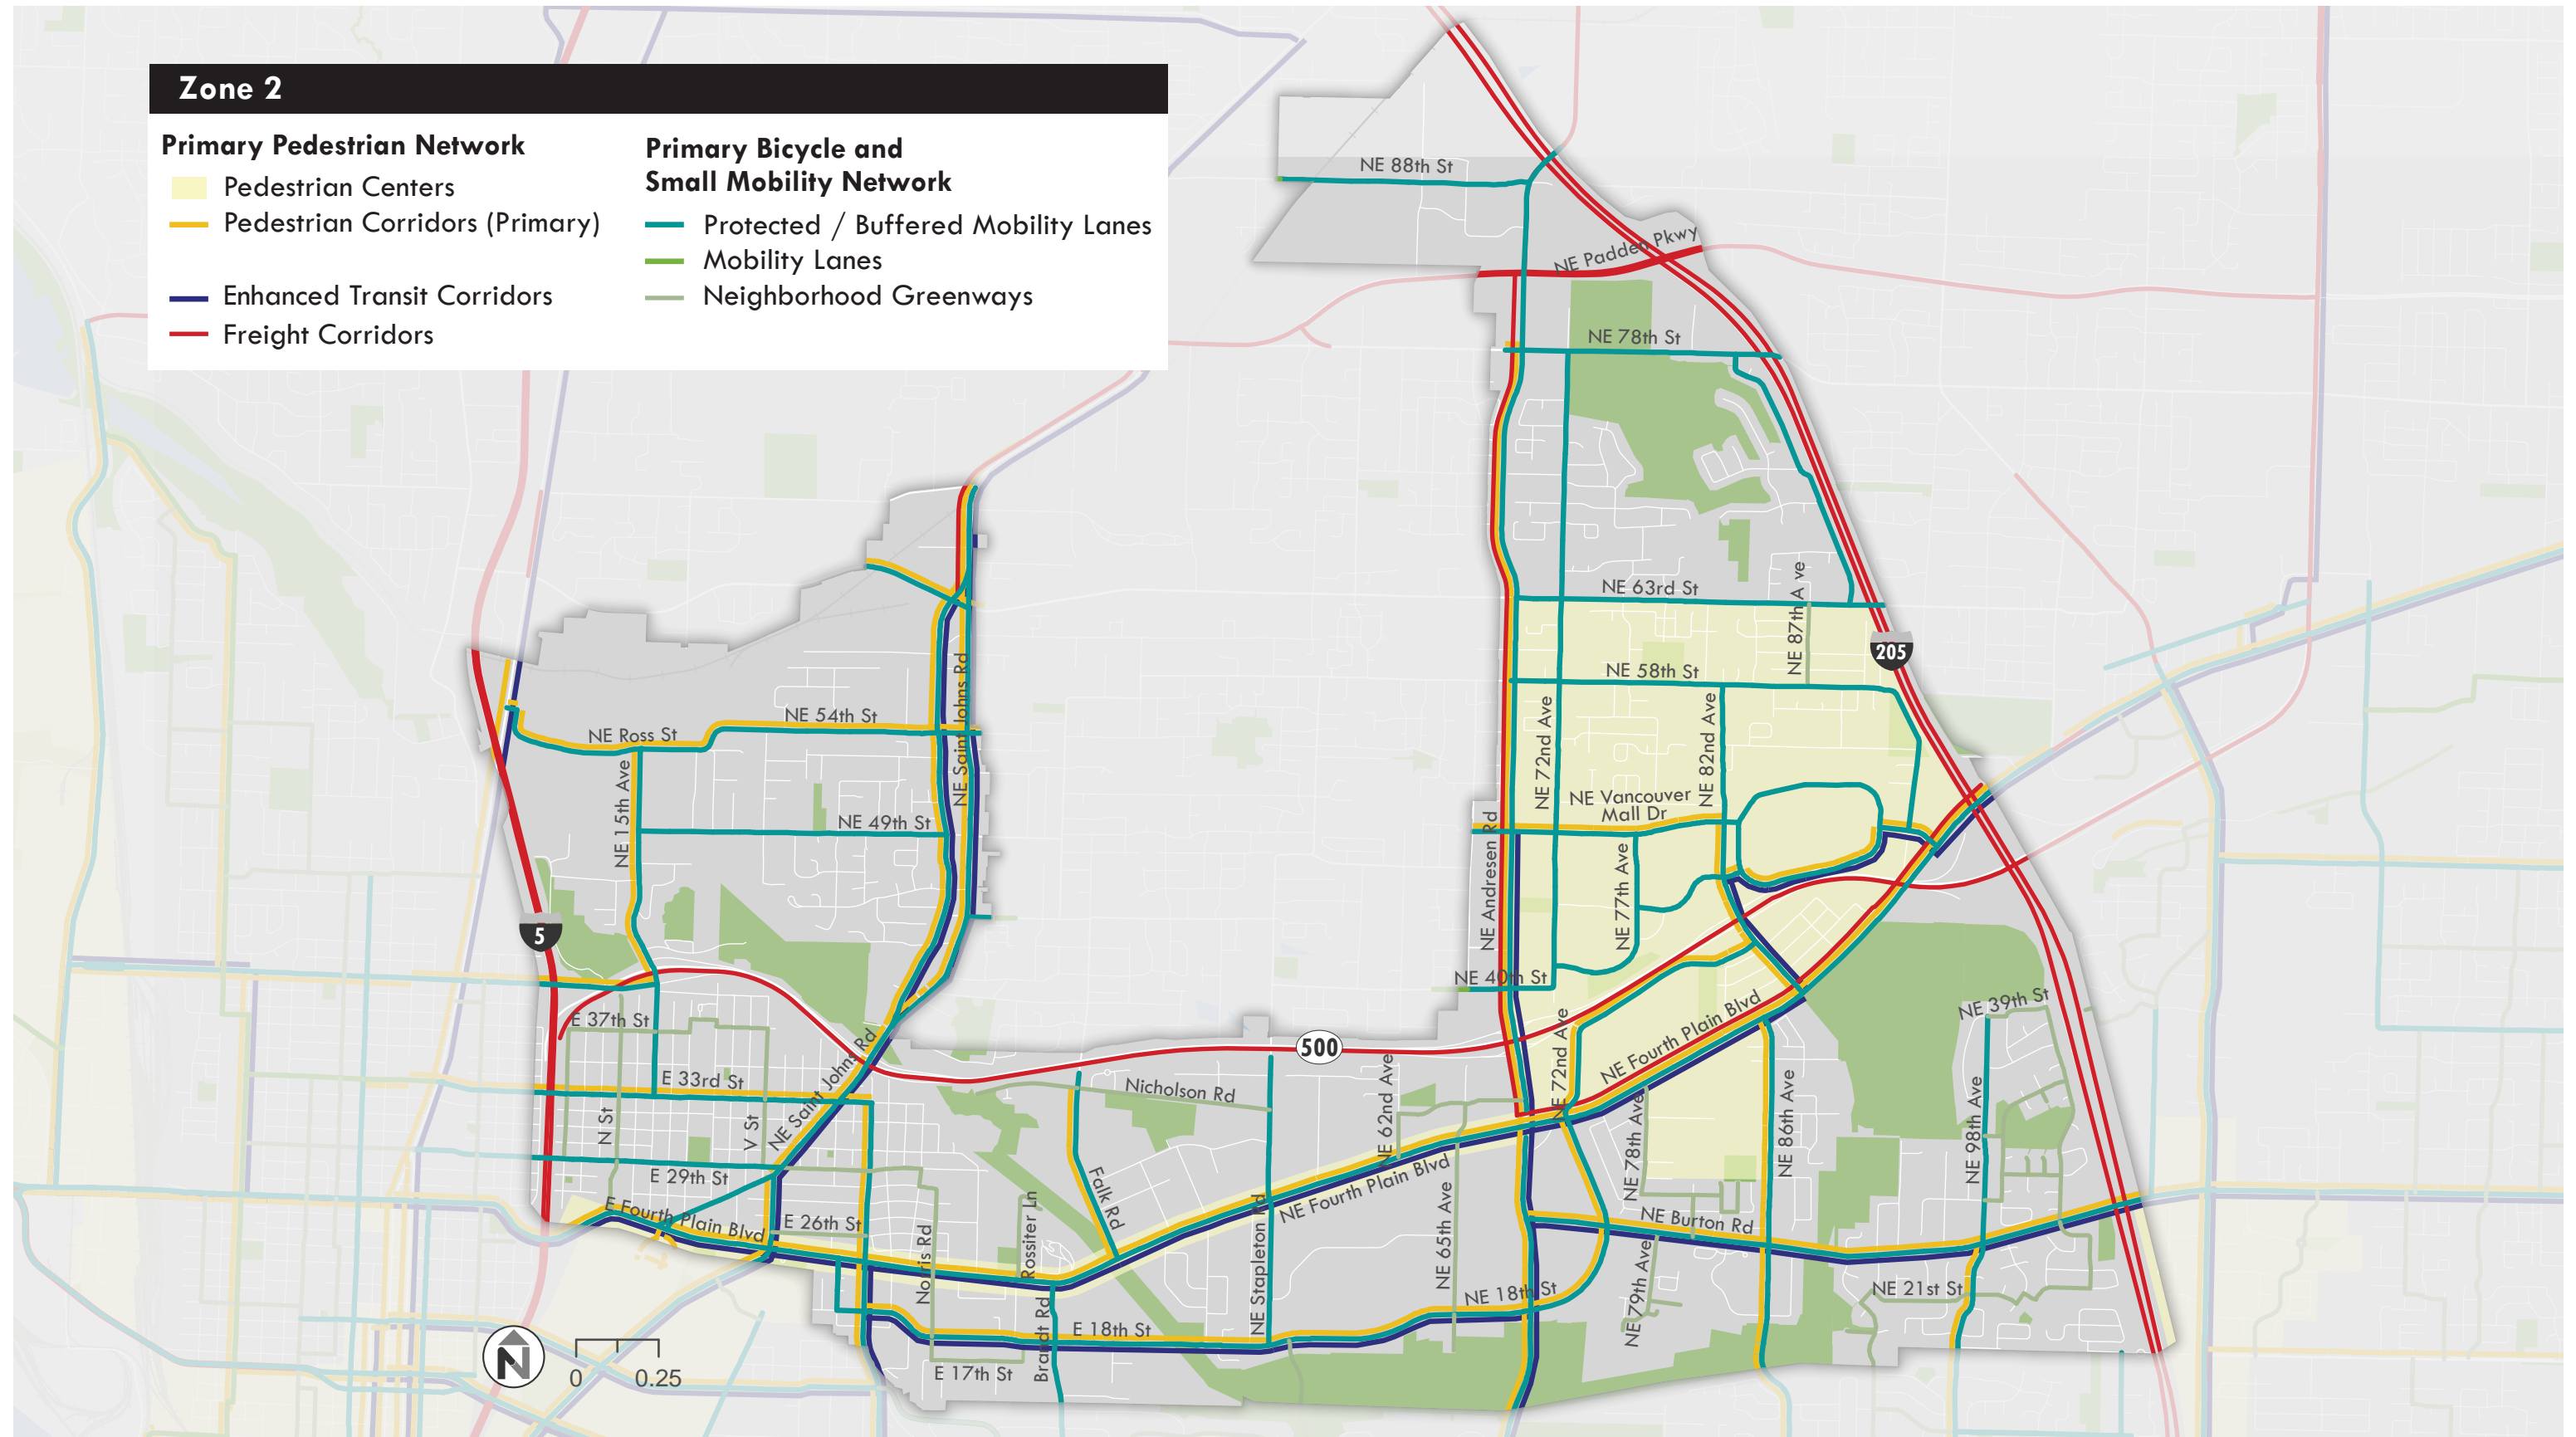 Zone 2
Primary Pedestrian Network
Pedestrian Centers
Pedestrian Corridors (Primary)
Enhanced Transit Corridors
Freight Corridors
Primary Bicycle and
Small Mobility Network
Protected / Buffered Mobility Lanes
Mobility Lanes
Neighborhood Greenways
NE 88th St
NE Padden Pkwy
NE 78th St
NE 63rd St
NE 87th A ve
205
NE 58th St
NE 72nd Ave
NE 82nd Ave
NE Saint Johns Rd
NE 54th St
NE Ross St
NE 15th Ave
NE 49th St
NE Vancouver
Mall Dr
NE Andresen Rd
NE 77th Ave
5
NE 40th St
E 37th St
NE 39th St
500
NE Fourth Plain Blvd
NE 72nd Ave
E 33rd St
NE Saint Johns Rd
Nicholson Rd
NE 62nd Ave
N St
V St
NE 78th Ave
NE 86th Ave
NE 98th Ave
E 29th St
Falk Rd
NE Fourth Plain Blvd
E Fourth Plain Blvd
E 26th St
Norris Rd
Rossiter Ln
NE Stapleton Rd
NE 65th Ave
NE Burton Rd
NE 79th Ave
NE 21st St
NE 18th St
E 18th St
Brandt Rd
E 17th St
N
0
0.25